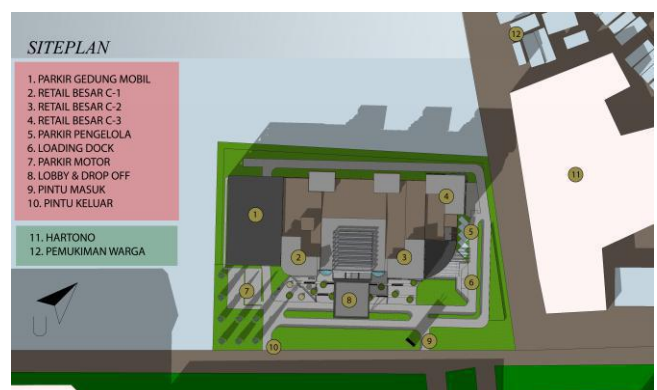 SITEPLAN
1. PARKIR GEDUNG MOBIL
2. RETAIL BESAR C-1
3. RETAIL BESAR C-2
4. RETAIL BESAR C-3
5. PARKIR PENGELOLA
6. LOADING DOCK
7. PARKIR MOTOR
8. LOBBY & DROP OFF
9. PINTU MASUK
10. PINTU KELUAR
11. HARTONO
12. PEMUKIMAN WARGA
U
12
11
4
1
5
2
3
6
7
8
10
9